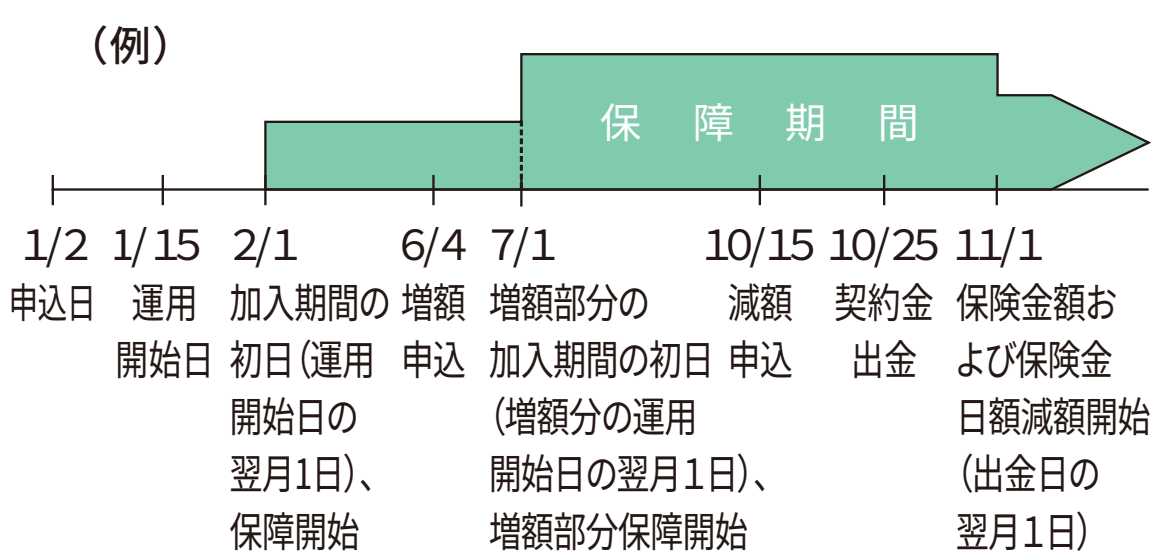 （例）
保障期間
1/2
申込日
1/15
運用
開始日
2/1
加入期間の
初日（運用
開始日の
翌月1日）、
保障開始
6/4
増額
申込
7/1
増額部分の
加入期間の初日
（増額分の運用
開始日の翌月1日）、
増額部分保障開始
10/15
減額
申込
10/25
契約金
出金
11/1
保険金額お
よび保険金
日額減額開始
（出金日の
翌月1日）